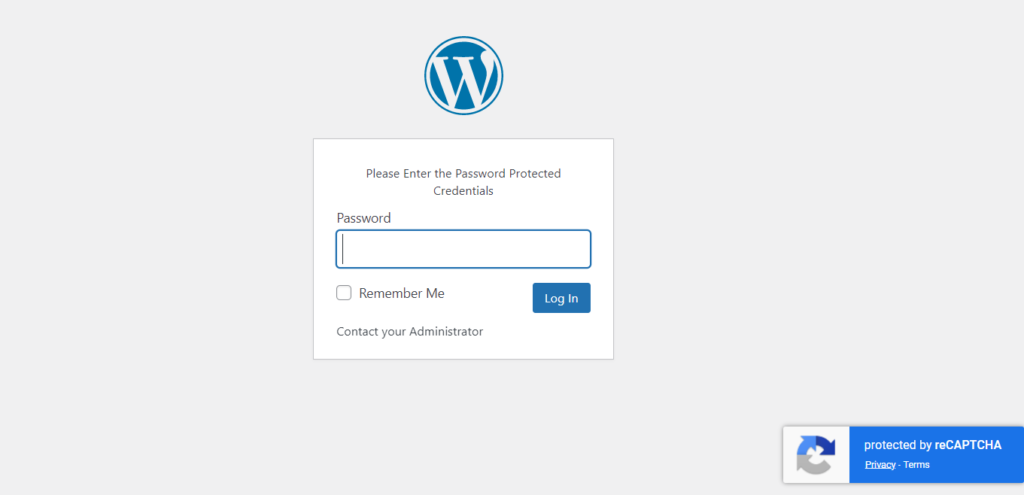 Please Enter the Password Protected
Credentials
Password
Remember Me
Log In
Contact your Administrator
protected by reCAPTCHA
Privacy - Terms